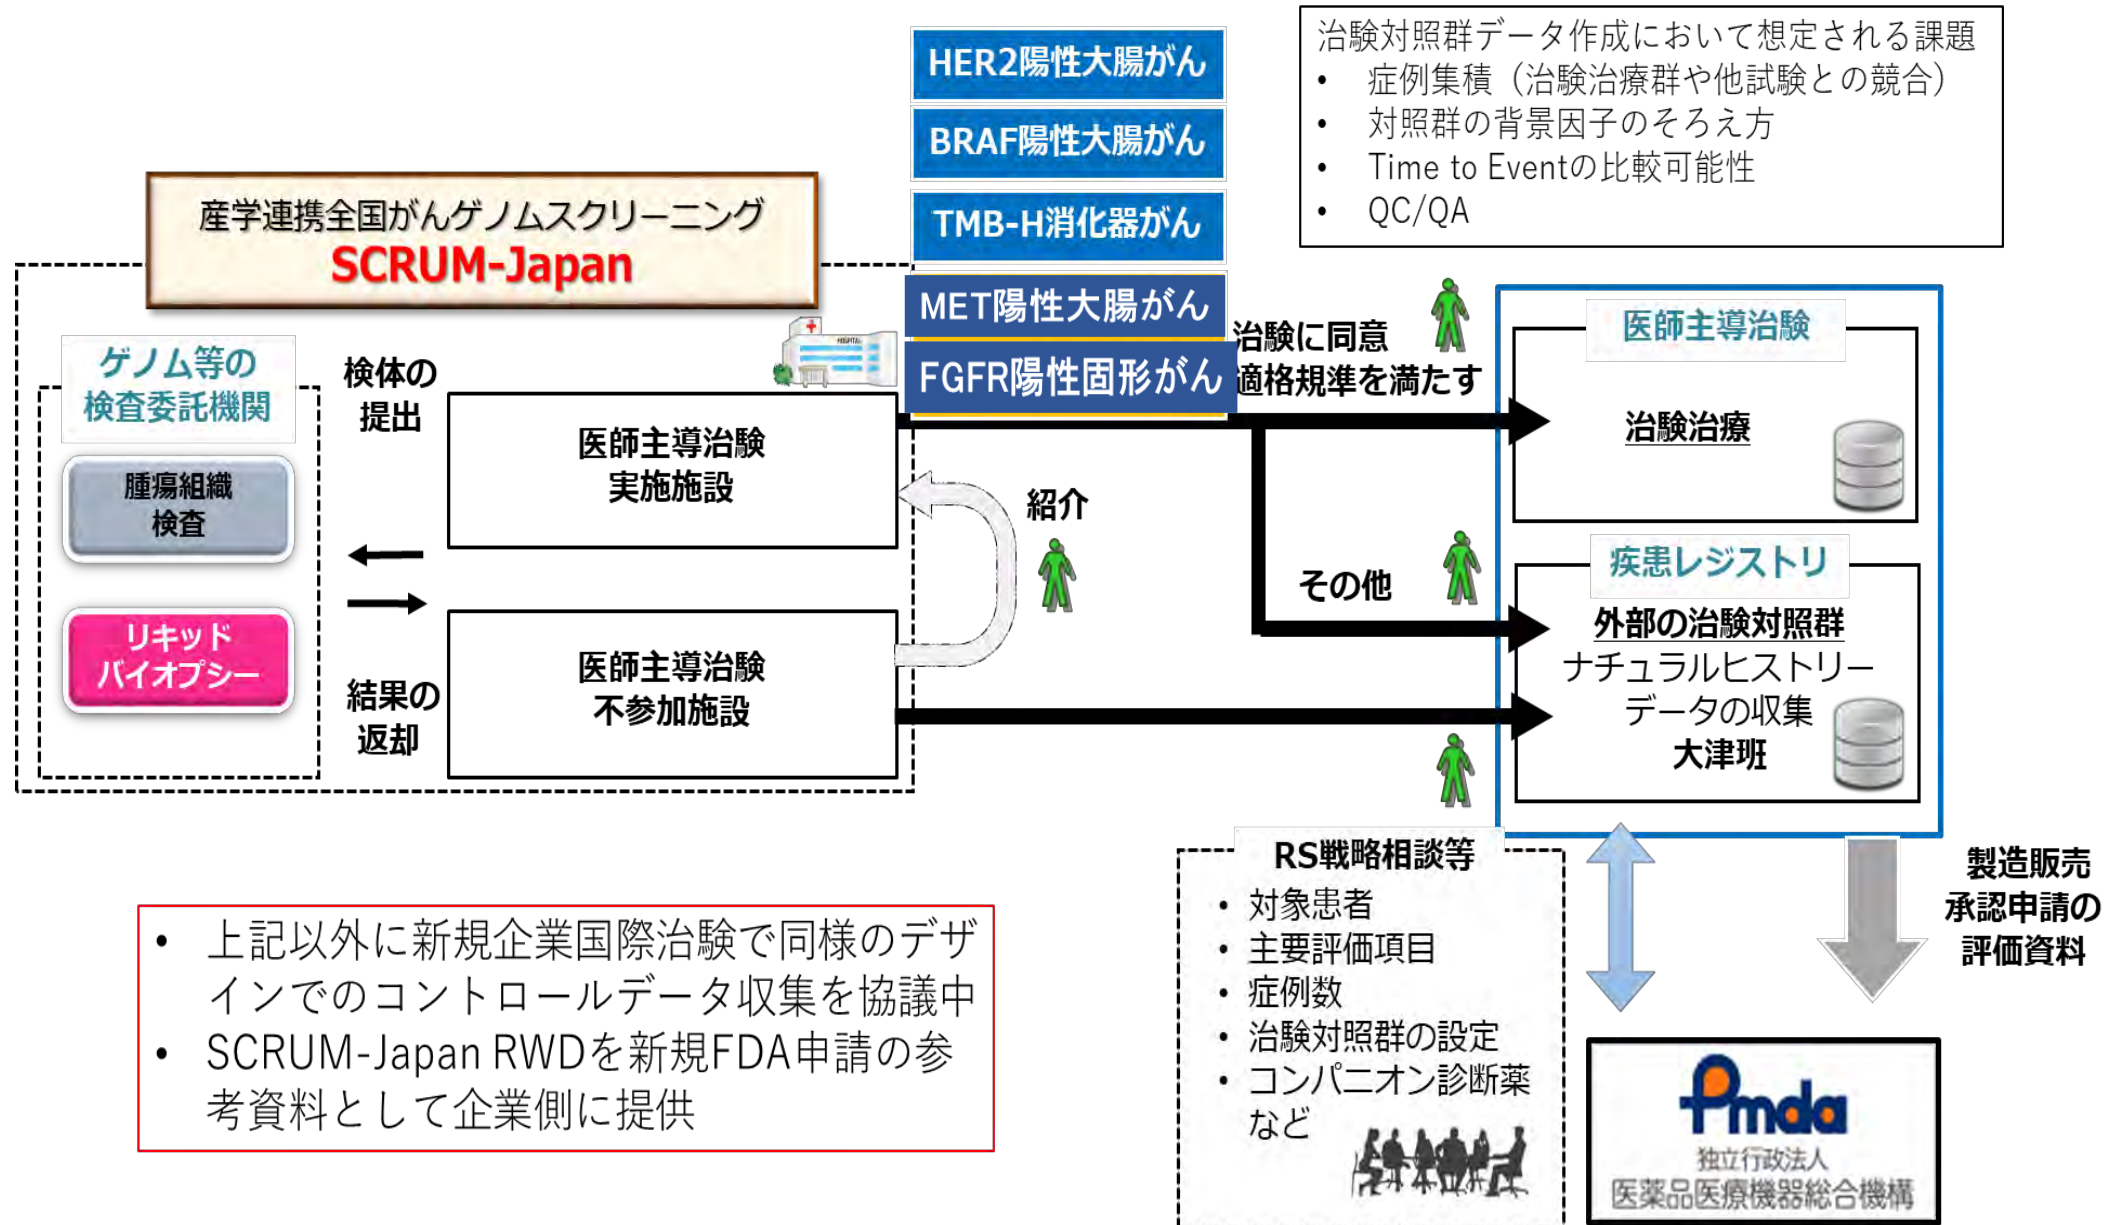 HER2陽性大腸がん
BRAF陽性大腸がん
TMB-H消化器がん
MET陽性大腸がん
FGFR陽性固形がん
治験対照群データ作成において想定される課題
• 症例集積（治験治療群や他試験との競合）
• 対照群の背景因子のそろえ方
• Time to Eventの比較可能性
• QC/QA
産学連携全国がんゲノムスクリーニング
SCRUM-Japan
ゲノム等の
検査委託機関
腫瘍組織
検査
リキッド
バイオプシー
検体の
提出
結果の
返却
HOSPITAL
医師主導治験
実施施設
医師主導治験
不参加施設
紹介
治験に同意
適格規準を満たす
その他
医師主導治験
治験治療
疾患レジストリ
外部の治験対照群
ナチュラルヒストリー
データの収集
大津班
RS戦略相談等
• 対象患者
• 主要評価項目
• 症例数
• 治験対照群の設定
• コンパニオン診断薬
など
製造販売
承認申請の
評価資料
Pmda
独立行政法人
医薬品医療機器総合機構
• 上記以外に新規企業国際治験で同様のデザ
インでのコントロールデータ収集を協議中
• SCRUM-Japan RWDを新規FDA申請の参
考資料として企業側に提供